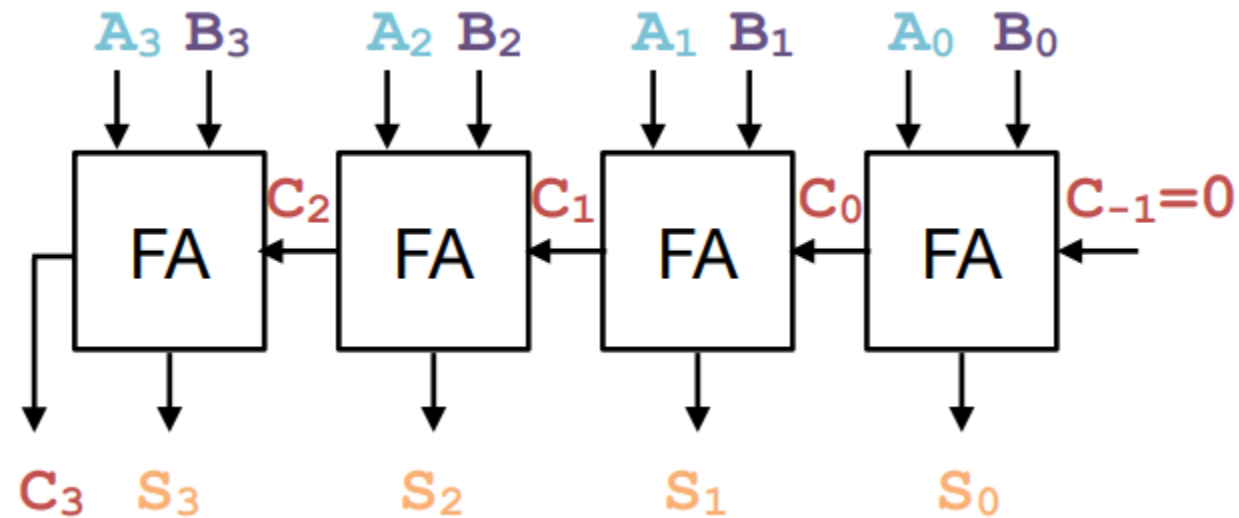 A₃ B₃ A₂ B₂ A₁ B₁ A₀ B₀
C₂ C₁ C₀ C₋₁=0
FA FA FA FA
C₃ S₃ S₂ S₁ S₀